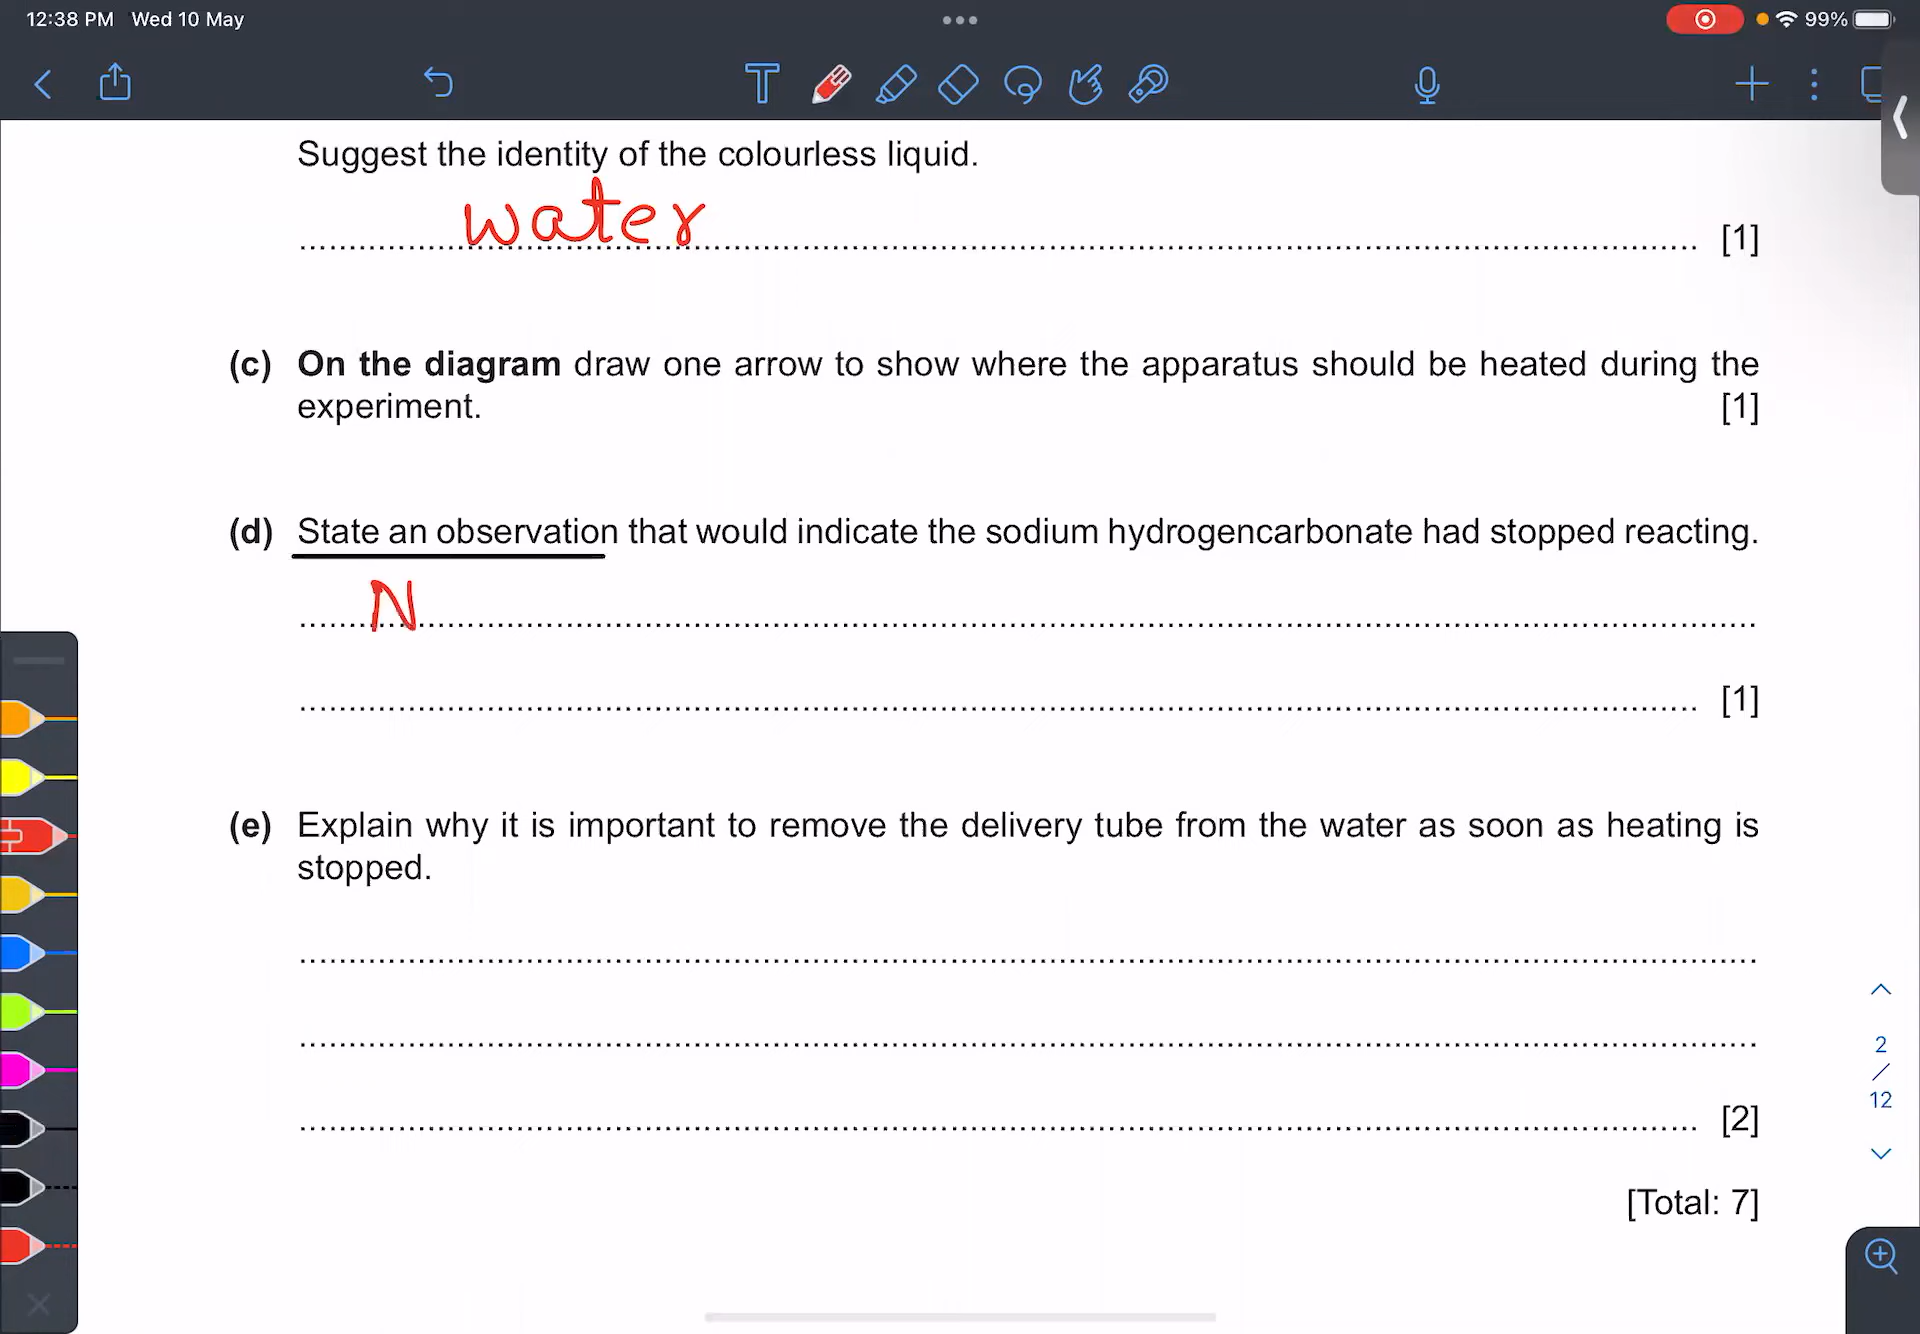 12:38 PM Wed 10 May
99%
Suggest the identity of the colourless liquid.
water
[1]
(c) On the diagram draw one arrow to show where the apparatus should be heated during the
experiment. [1]
(d) State an observation that would indicate the sodium hydrogencarbonate had stopped reacting.
N
[1]
(e) Explain why it is important to remove the delivery tube from the water as soon as heating is
stopped.
[2]
[Total: 7]
2
/
12